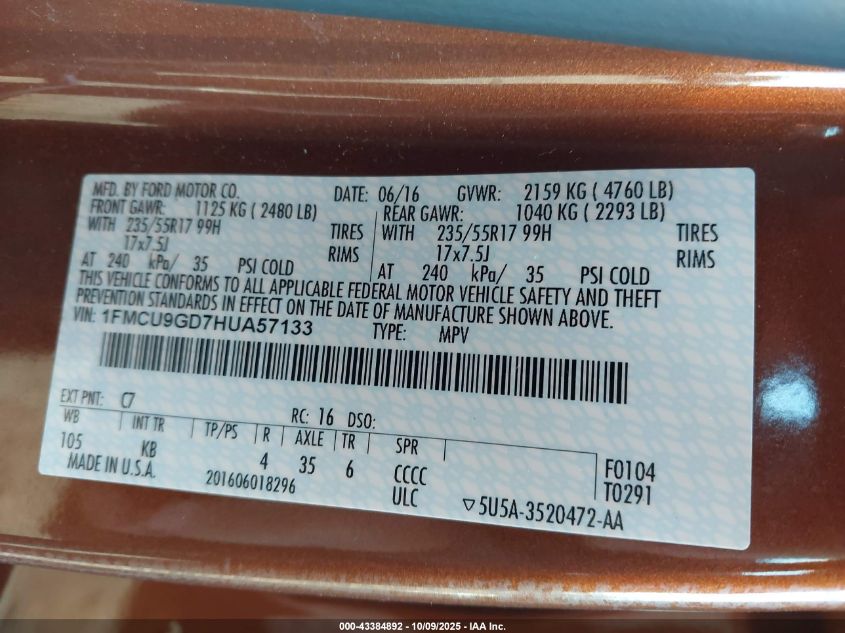 MFD. BY FORD MOTOR CO. DATE: 06/16 GVWR: 2159 KG ( 4760 LB)
FRONT GAWR: 1125 KG ( 2480 LB) REAR GAWR: 1040 KG ( 2293 LB)
WITH 235/55R17 99H TIRES WITH 235/55R17 99H TIRES
17x7.5J RIMS 17x7.5J RIMS
AT 240 kPa/ 35 PSI COLD AT 240 kPa/ 35 PSI COLD
THIS VEHICLE CONFORMS TO ALL APPLICABLE FEDERAL MOTOR VEHICLE SAFETY AND THEFT
PREVENTION STANDARDS IN EFFECT ON THE DATE OF MANUFACTURE SHOWN ABOVE.
VIN: 1FMCU9GD7HUA57133 TYPE: MPV
EXT PNT: C7 RC: 16 DSO:
WB INT TR TP/PS R AXLE TR SPR
105 KB 4 35 6 CCCC F0104
MADE IN U.S.A. 201606018296 ULC T0291
▽5U5A-3520472-AA
000-43384892 - 10/09/2025 - IAA Inc.